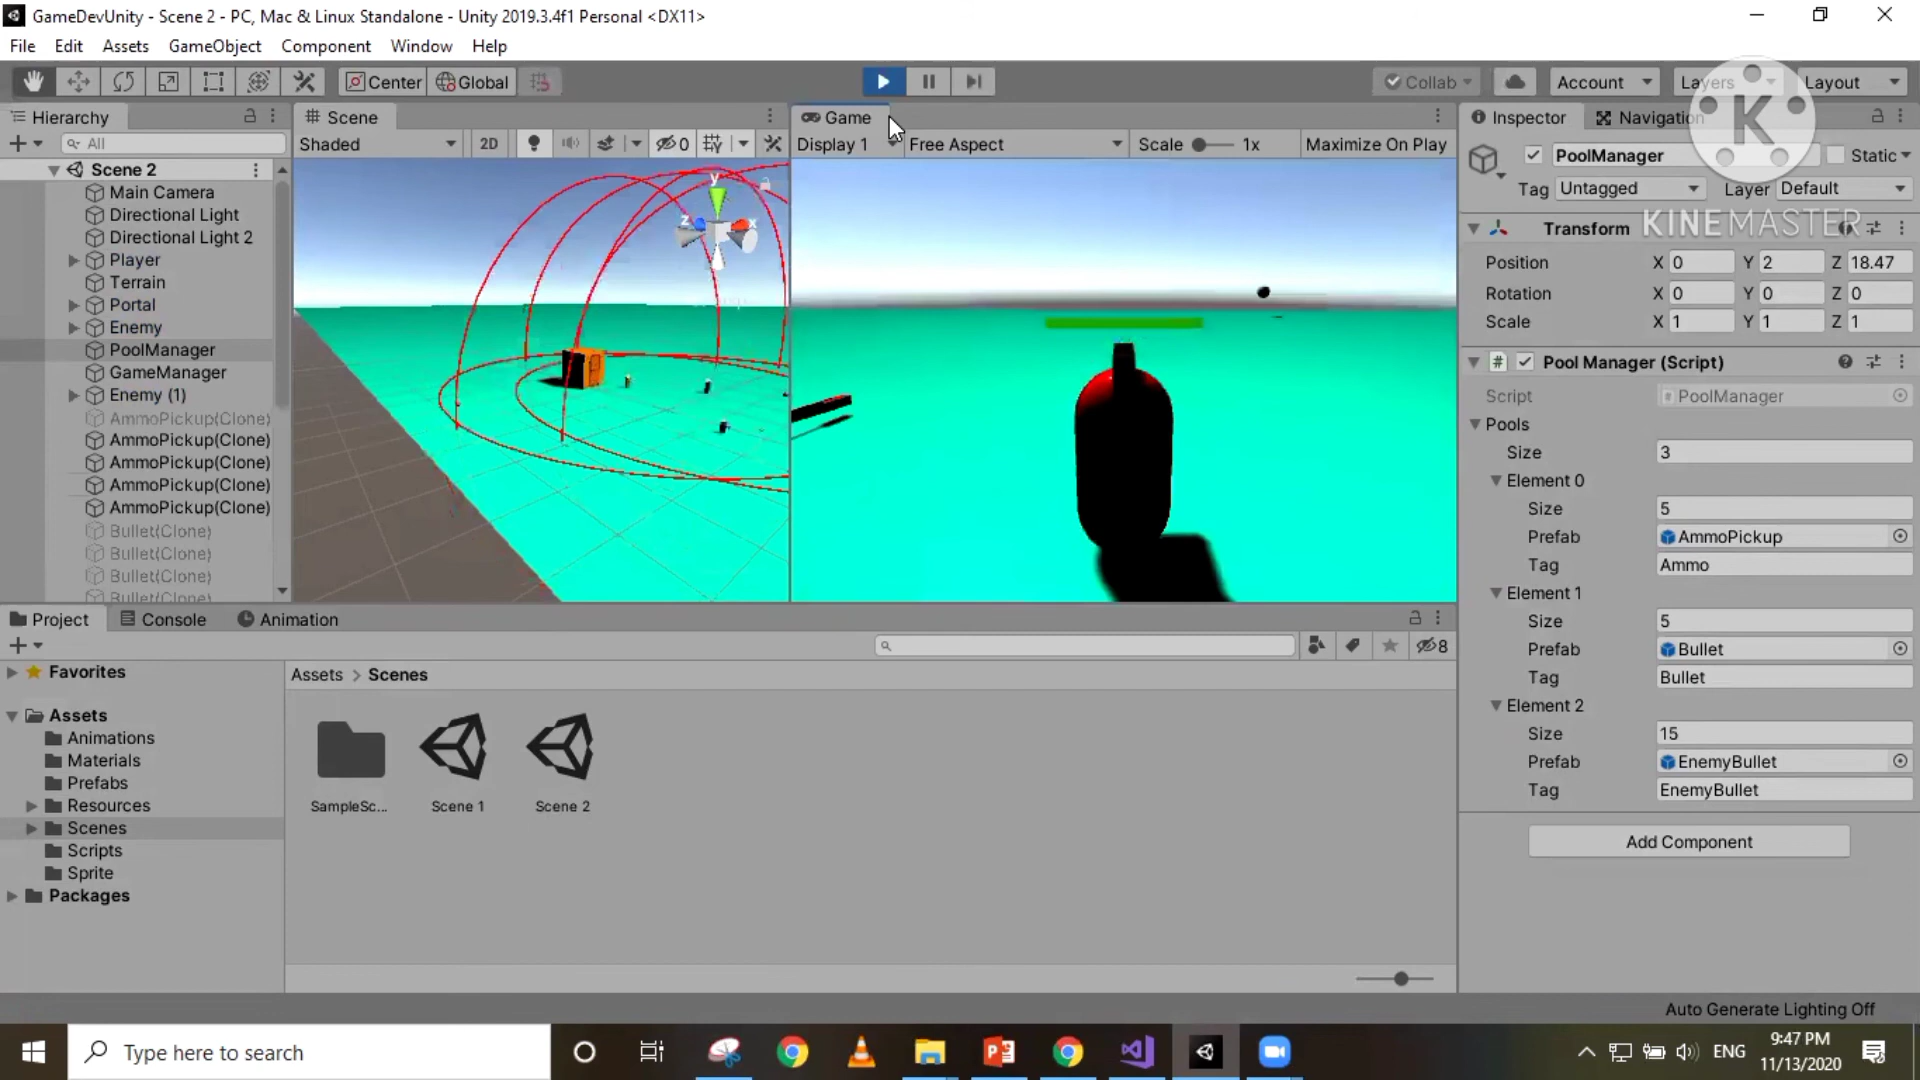 GameDevUnity - Scene 2 - PC, Mac & Linux Standalone - Unity 2019.3.4f1 Personal <DX11>
File Edit Assets GameObject Component Window Help
Center Global Collab Account Layers Layout
Hierarchy
All
Scene 2
Main Camera
Directional Light
Directional Light 2
Player
Terrain
Portal
Enemy
PoolManager
GameManager
Enemy (1)
AmmoPickup(Clone)
AmmoPickup(Clone)
AmmoPickup(Clone)
AmmoPickup(Clone)
AmmoPickup(Clone)
Bullet(Clone)
Bullet(Clone)
Bullet(Clone)
Bullet(Clone)
Scene
Shaded 2D 0
y
z x
Game
Display 1 Free Aspect Scale 1x Maximize On Play
Inspector Navigation
K
KINEMASTER
PoolManager Static
Tag Untagged Layer Default
Transform
Position X 0 Y 2 Z 18.47
Rotation X 0 Y 0 Z 0
Scale X 1 Y 1 Z 1
# Pool Manager (Script)
Script PoolManager
Pools
Size 3
Element 0
Size 5
Prefab AmmoPickup
Tag Ammo
Element 1
Size 5
Prefab Bullet
Tag Bullet
Element 2
Size 15
Prefab EnemyBullet
Tag EnemyBullet
Add Component
Project Console Animation
8
Favorites
Assets
Animations
Materials
Prefabs
Resources
Scenes
Scripts
Sprite
Packages
Assets > Scenes
SampleSc...
Scene 1
Scene 2
Auto Generate Lighting Off
Type here to search
ENG
9:47 PM
11/13/2020